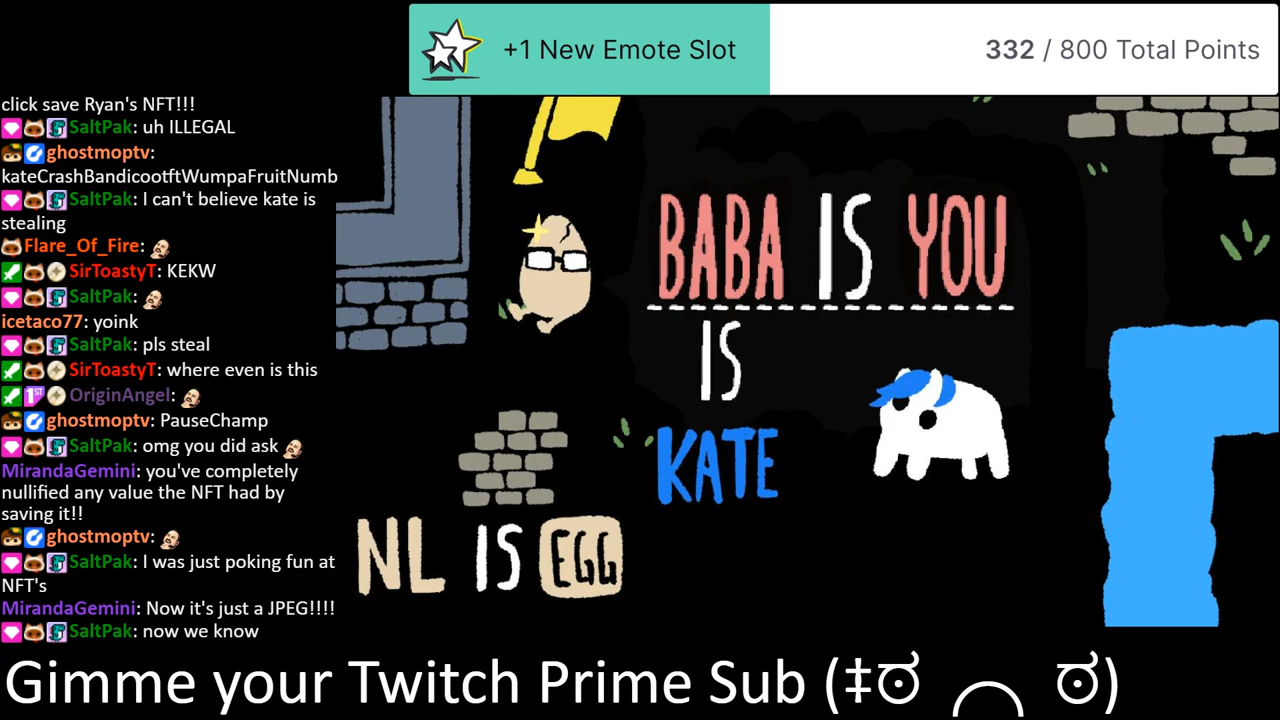 +1 New Emote Slot 332 / 800 Total Points
click save Ryan's NFT!!!
SaltPak: uh ILLEGAL
ghostmoptv:
kateCrashBandicootftWumpaFruitNumb
SaltPak: I can't believe kate is
stealing
Flare_Of_Fire:
SirToastyT: KEKW
SaltPak:
icetaco77: yoink
SaltPak: pls steal
SirToastyT: where even is this
1ST OriginAngel:
ghostmoptv: PauseChamp
SaltPak: omg you did ask
MirandaGemini: you've completely
nullified any value the NFT had by
saving it!!
ghostmoptv:
SaltPak: I was just poking fun at
NFT's
MirandaGemini: Now it's just a JPEG!!!!
SaltPak: now we know
BABA IS YOU
IS
KATE
NL IS EGG
Gimme your Twitch Prime Sub (‡ಠ ╭╮ ಠ)